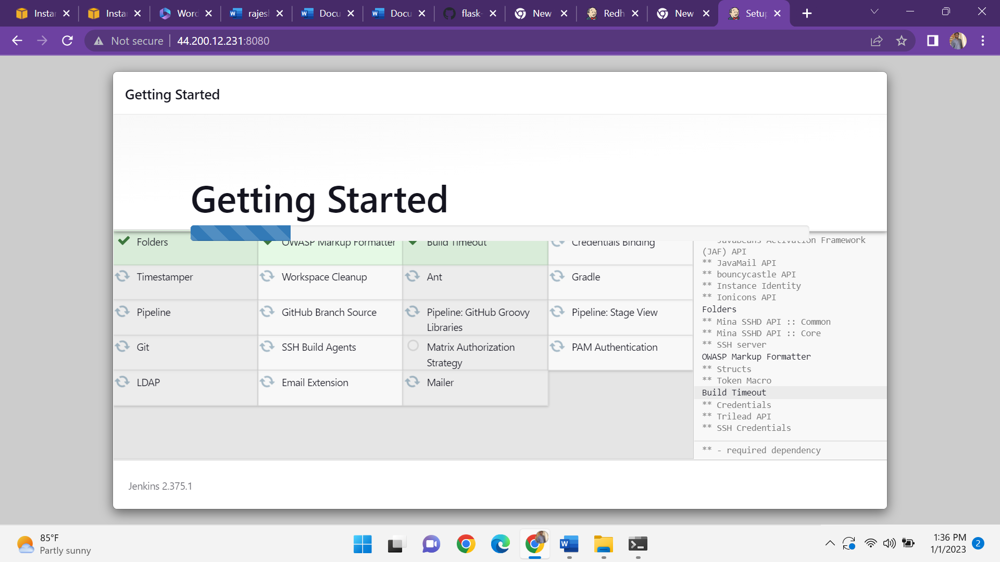 Instar
Instar
Word
rajesh
Docu
Docu
flask-
New
Redh
New
Setup
Not secure
44.200.12.231:8080
Getting Started
Getting Started
Folders
OWASP Markup Formatter
Build Timeout
Credentials Binding
Timestamper
Workspace Cleanup
Ant
Gradle
Pipeline
GitHub Branch Source
Pipeline: GitHub Groovy
Libraries
Pipeline: Stage View
Git
SSH Build Agents
Matrix Authorization
Strategy
PAM Authentication
LDAP
Email Extension
Mailer
** JavaBeans Activation Framework
(JAF) API
** JavaMail API
** bouncycastle API
** Instance Identity
** Ionicons API
Folders
** Mina SSHD API :: Common
** Mina SSHD API :: Core
** SSH server
OWASP Markup Formatter
** Structs
** Token Macro
Build Timeout
** Credentials
** Trilead API
** SSH Credentials
** - required dependency
Jenkins 2.375.1
85°F
Partly sunny
1:36 PM
1/1/2023
2